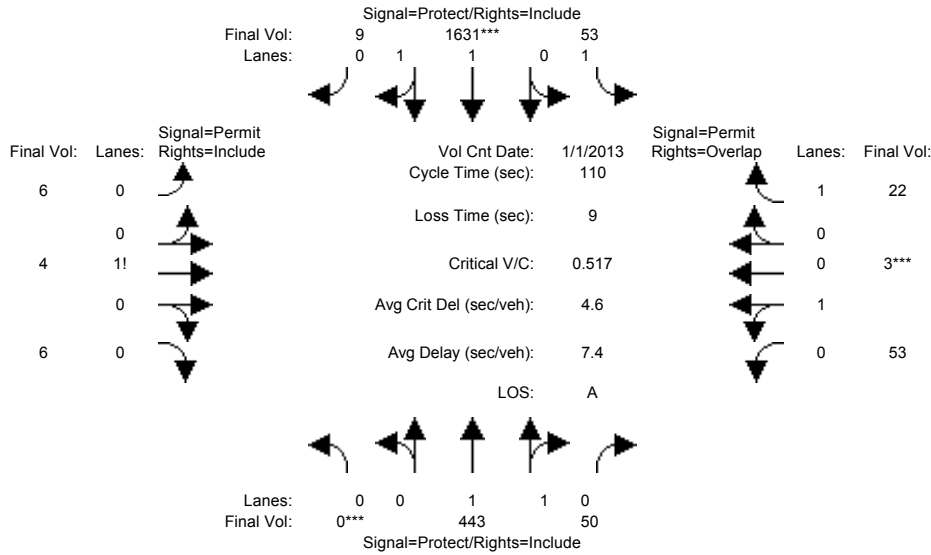 Signal=Protect/Rights=Include
Final Vol: 9 1631*** 53
Lanes: 0 1 1 0 1
Signal=Permit Signal=Permit
Final Vol: Lanes: Rights=Include Vol Cnt Date: 1/1/2013 Rights=Overlap Lanes: Final Vol:
Cycle Time (sec): 110
6 0 1 22
Loss Time (sec): 9
0 0
4 1! Critical V/C: 0.517 0 3***
0 Avg Crit Del (sec/veh): 4.6 1
6 0 Avg Delay (sec/veh): 7.4 0 53
LOS: A
Lanes: 0 0 1 1 0
Final Vol: 0*** 443 50
Signal=Protect/Rights=Include